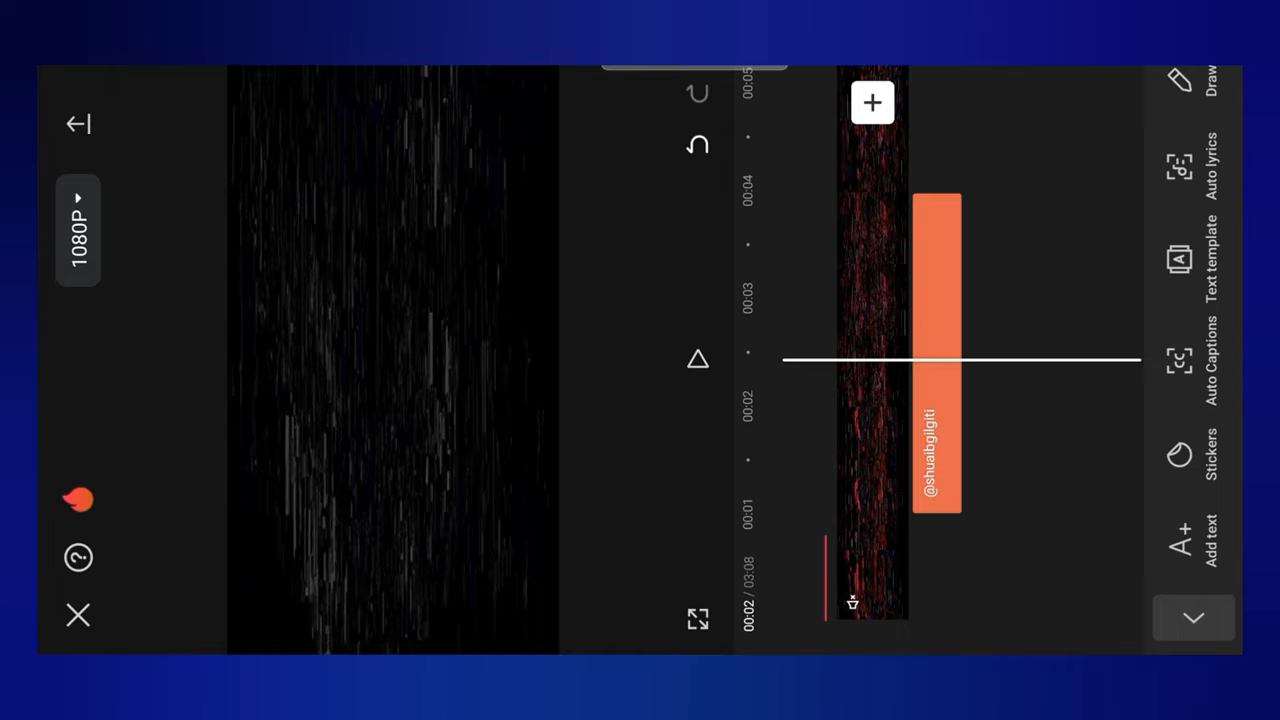 1080P
00:02 / 03:08
00:01
00:02
00:03
00:04
00:05
@shuaibgilgiti
A+
Add text
Stickers
CC
Auto Captions
A
Text template
Auto lyrics
Draw